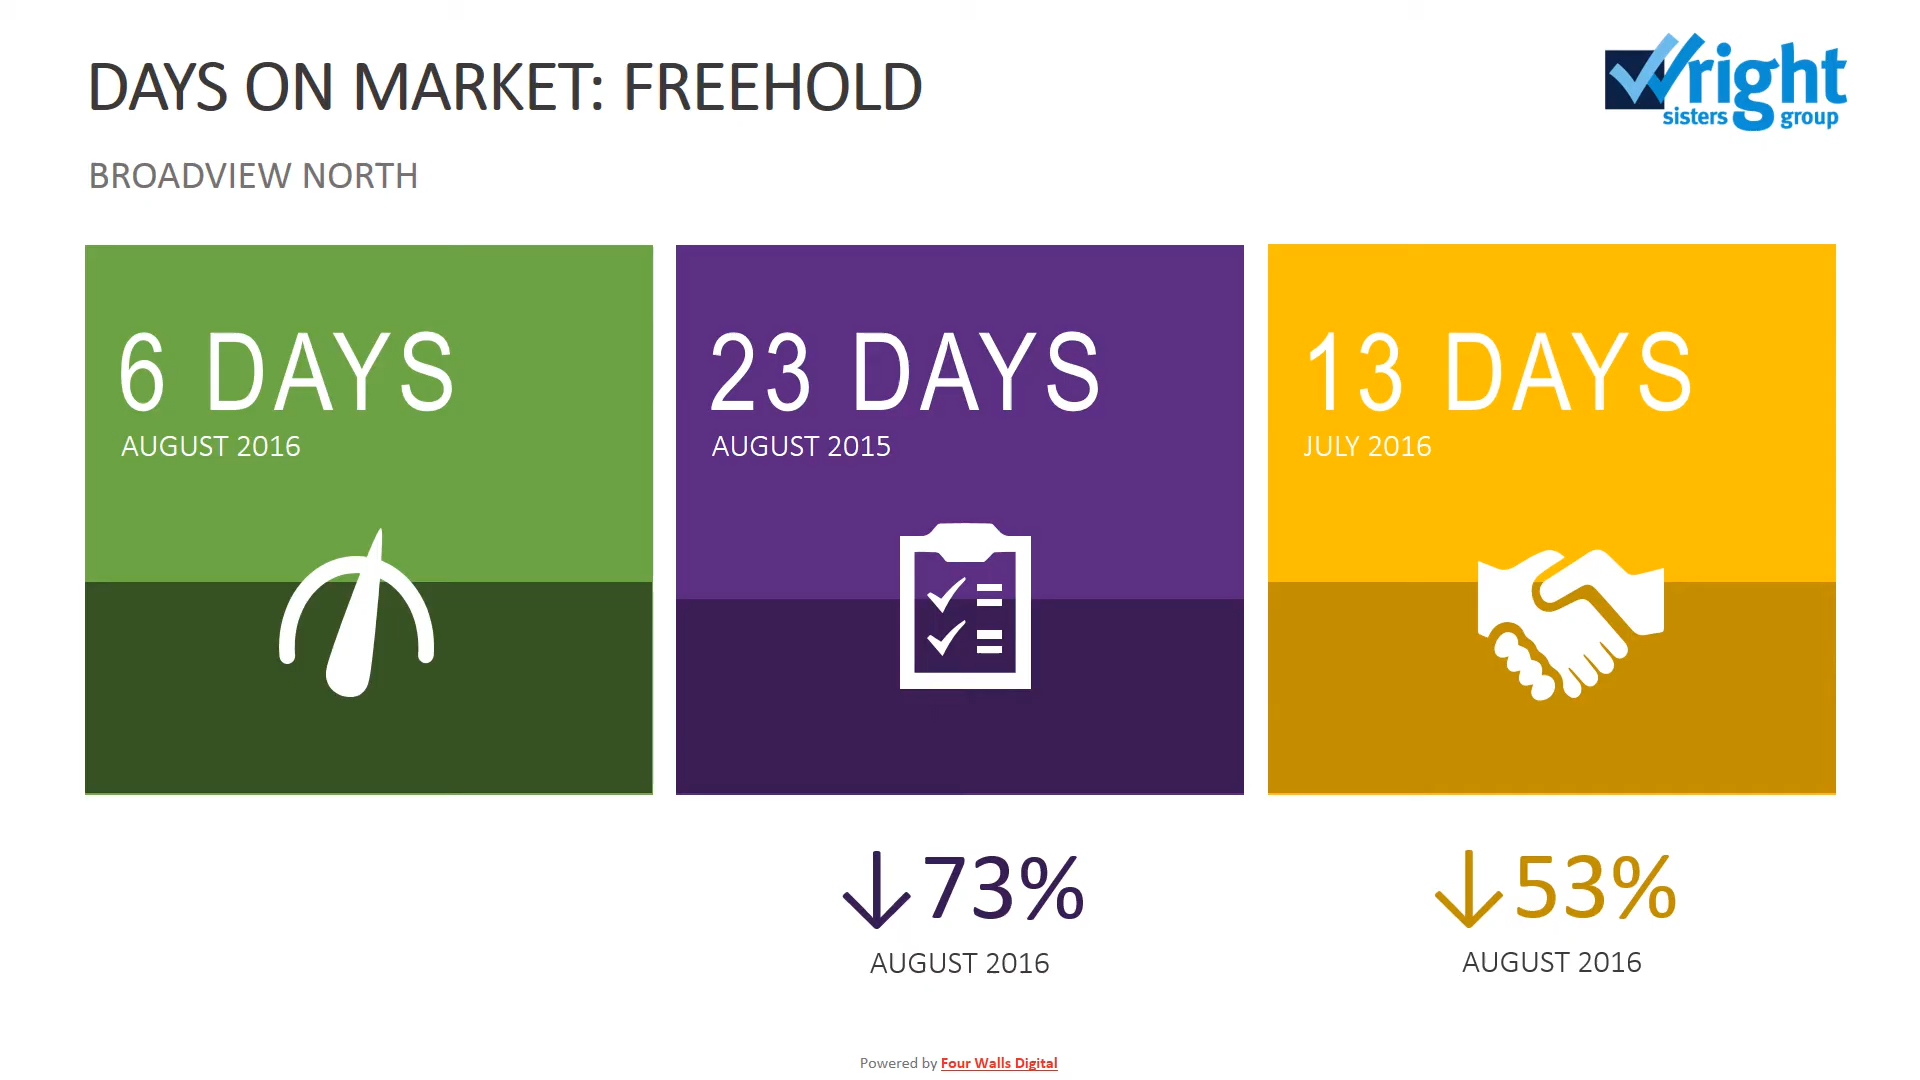 DAYS ON MARKET: FREEHOLD
Wright
sisters group
BROADVIEW NORTH
6 DAYS
AUGUST 2016
23 DAYS
AUGUST 2015
13 DAYS
JULY 2016
↓73%
AUGUST 2016
↓53%
AUGUST 2016
Powered by Four Walls Digital